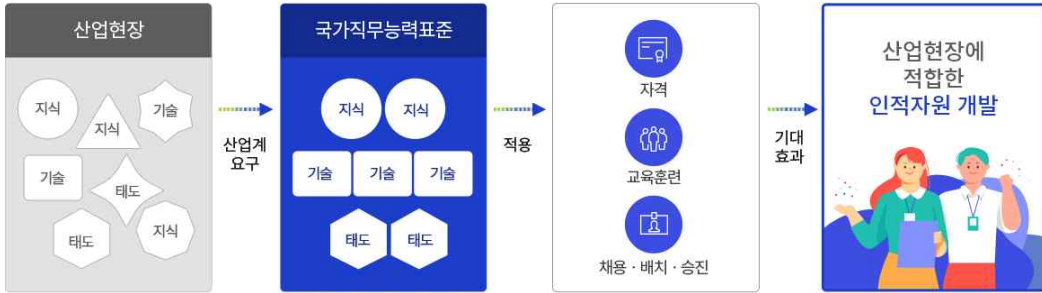 산업현장
지식
지식
기술
기술
태도
태도
지식
산업계
요구
국가직무능력표준
지식 지식
기술 기술 기술
태도 태도
적용
자격
교육훈련
채용 · 배치 · 승진
기대
효과
산업현장에
적합한
인적자원 개발